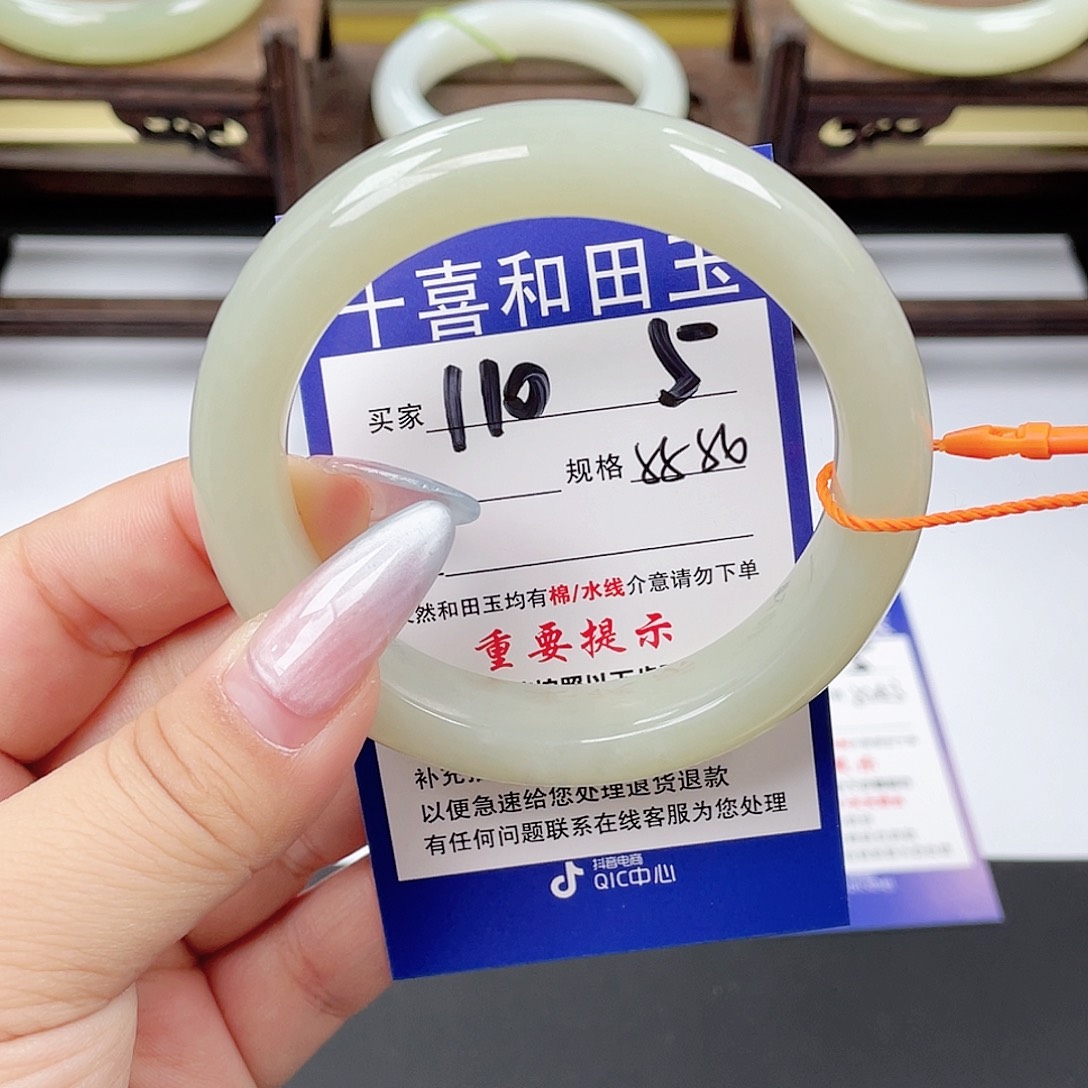 十喜和田玉
买家 110 5
规格
然和田玉均有棉/水线介意请勿下单
重要提示
补充
以便急速给您处理退货退款
有任何问题联系在线客服为您处理
抖音电商
QIC中心